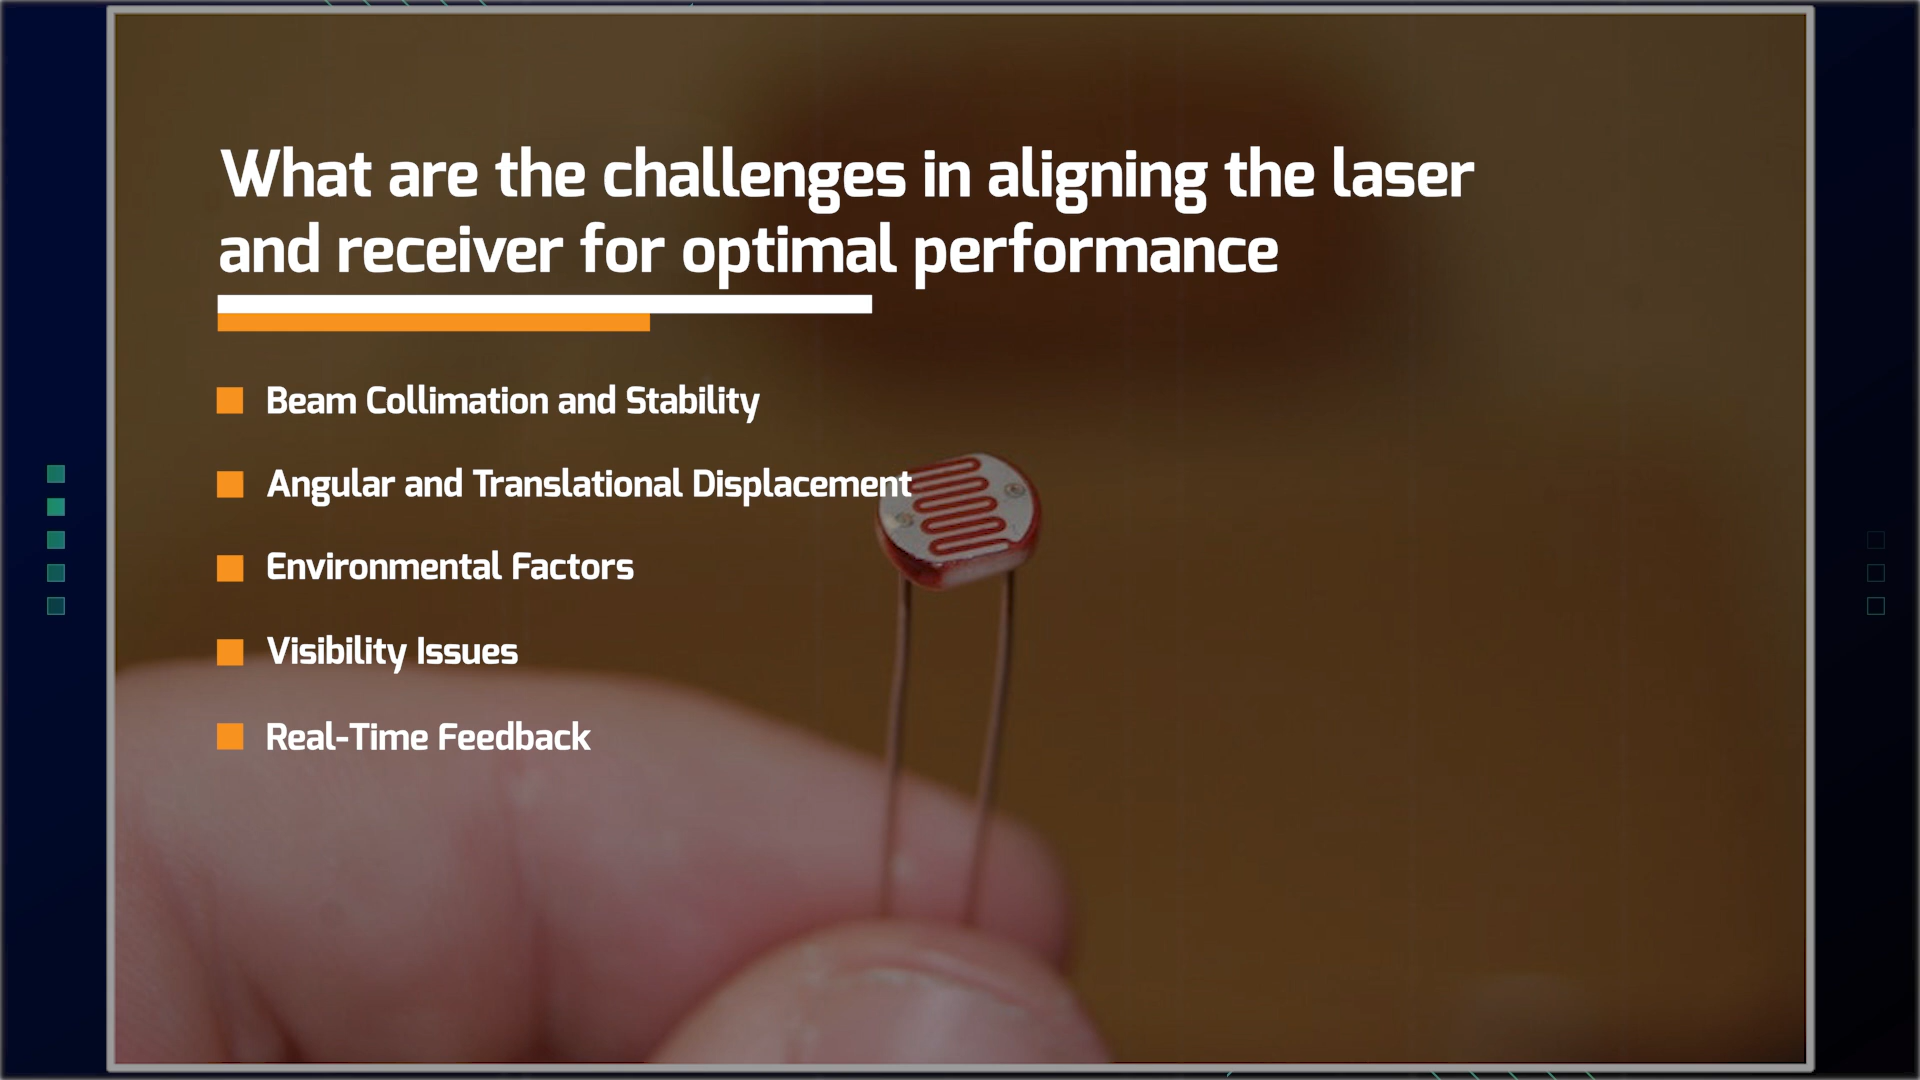 What are the challenges in aligning the laser
and receiver for optimal performance
Beam Collimation and Stability
Angular and Translational Displacement
Environmental Factors
Visibility Issues
Real-Time Feedback